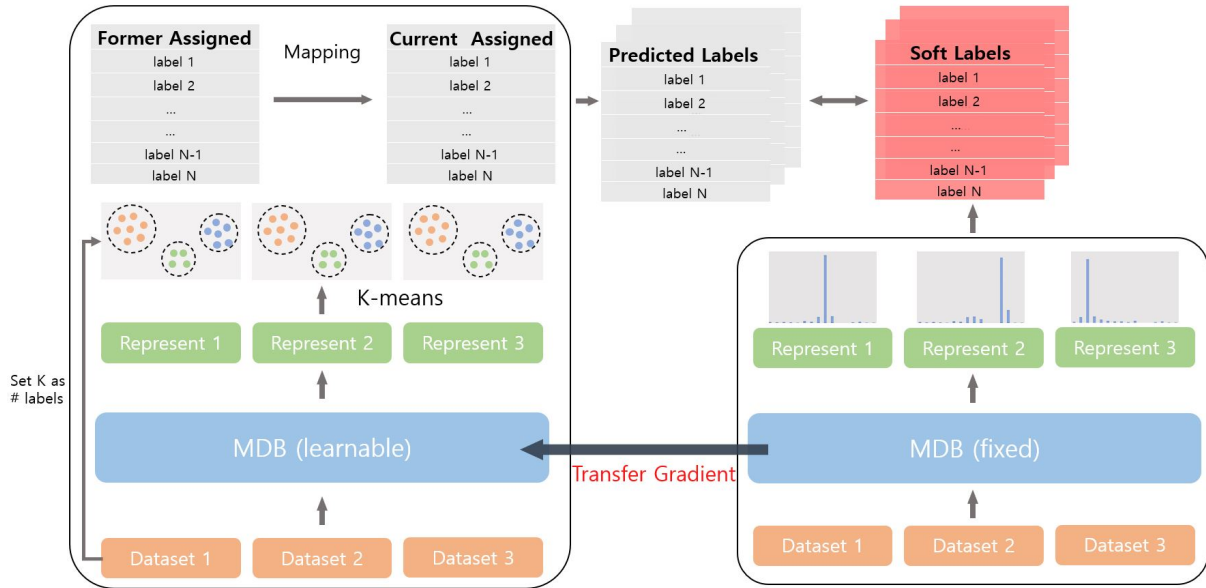 Former Assigned
label 1
label 2
...
...
label N-1
label N
Mapping
Current Assigned
label 1
label 2
...
...
label N-1
label N
Predicted Labels
label 1
label 2
...
...
label N-1
label N
Soft Labels
label 1
label 2
...
...
label N-1
label N
K-means
Represent 1
Represent 2
Represent 3
Set K as
# labels
MDB (learnable)
Dataset 1
Dataset 2
Dataset 3
Transfer Gradient
Represent 1
Represent 2
Represent 3
MDB (fixed)
Dataset 1
Dataset 2
Dataset 3